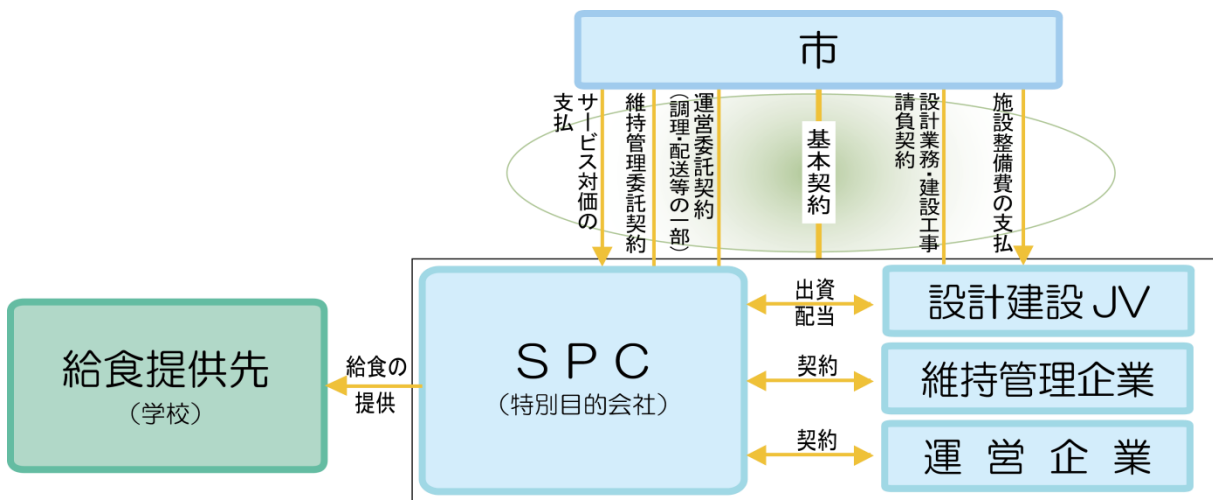 市
サービス対価の
支払
維持管理委託契約
運営委託契約
（調理・配送等の一部）
基本契約
設計業務・建設工事
請負契約
施設整備費の支払
給食提供先
（学校）
給食の
提供
ＳＰＣ
（特別目的会社）
出資
配当
設計建設 JV
契約
維持管理企業
契約
運営企業